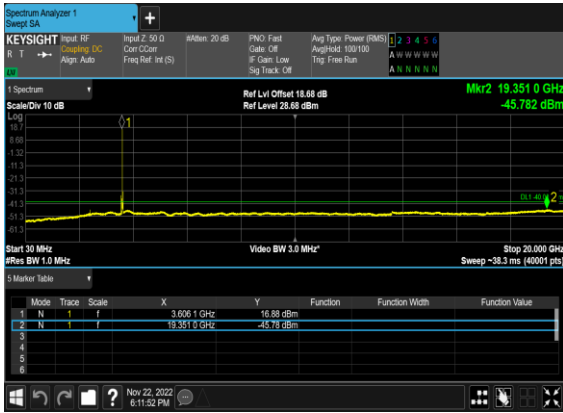 Spectrum Analyzer 1
Swept SA
+
KEYSIGHT
R T
Input: RF
Coupling: DC
Align: Auto
Input Z: 50 Ω
Corr CCorr
Freq Ref: Int (S)
#Atten: 20 dB
PNO: Fast
Gate: Off
IF Gain: Low
Sig Track: Off
Avg Type: Power (RMS)
Avg|Hold: 100/100
Trig: Free Run
1 2 3 4 5 6
A W W W W W
A N N N N N
1 Spectrum
Scale/Div 10 dB
Ref Lvl Offset 18.68 dB
Ref Level 28.68 dBm
Mkr2 19.351 0 GHz
-45.782 dBm
Log
18.7
8.68
-1.32
-11.3
-21.3
-31.3
-41.3
-51.3
-61.3
1
2
Start 30 MHz
#Res BW 1.0 MHz
Video BW 3.0 MHz*
Stop 20.000 GHz
Sweep ~38.3 ms (40001 pts)
5 Marker Table
Mode Trace Scale X Y Function Function Width Function Value
1 N 1 f 3.606 1 GHz 16.88 dBm
2 N 1 f 19.351 0 GHz -45.78 dBm
3
4
5
6
?
Nov 22, 2022
6:11:52 PM